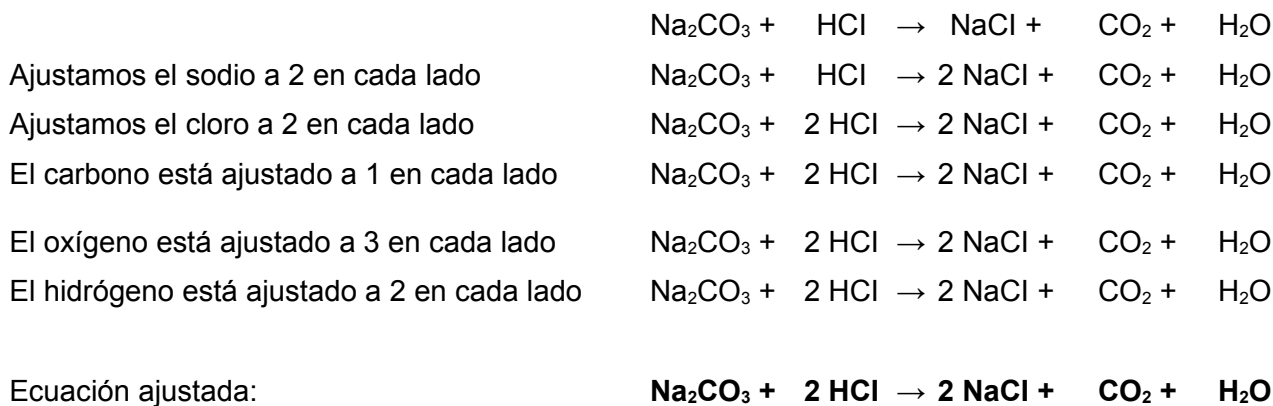 Na₂CO₃ + HCl → NaCl + CO₂ + H₂O
Ajustamos el sodio a 2 en cada lado Na₂CO₃ + HCl → 2 NaCl + CO₂ + H₂O
Ajustamos el cloro a 2 en cada lado Na₂CO₃ + 2 HCl → 2 NaCl + CO₂ + H₂O
El carbono está ajustado a 1 en cada lado Na₂CO₃ + 2 HCl → 2 NaCl + CO₂ + H₂O
El oxígeno está ajustado a 3 en cada lado Na₂CO₃ + 2 HCl → 2 NaCl + CO₂ + H₂O
El hidrógeno está ajustado a 2 en cada lado Na₂CO₃ + 2 HCl → 2 NaCl + CO₂ + H₂O
Ecuación ajustada: Na₂CO₃ + 2 HCl → 2 NaCl + CO₂ + H₂O